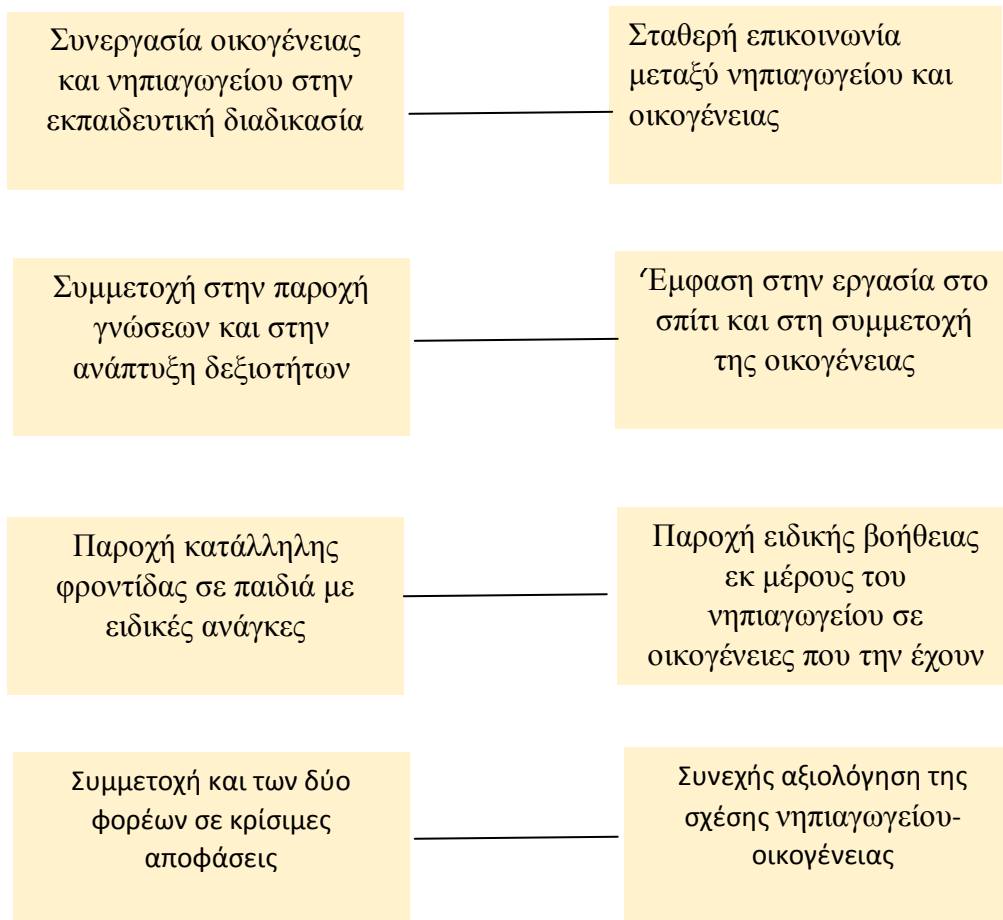 Συνεργασία οικογένειας
και νηπιαγωγείου στην
εκπαιδευτική διαδικασία
Σταθερή επικοινωνία
μεταξύ νηπιαγωγείου και
οικογένειας
Συμμετοχή στην παροχή
γνώσεων και στην
ανάπτυξη δεξιοτήτων
Έμφαση στην εργασία στο
σπίτι και στη συμμετοχή
της οικογένειας
Παροχή κατάλληλης
φροντίδας σε παιδιά με
ειδικές ανάγκες
Παροχή ειδικής βοήθειας
εκ μέρους του
νηπιαγωγείου σε
οικογένειες που την έχουν
Συμμετοχή και των δύο
φορέων σε κρίσιμες
αποφάσεις
Συνεχής αξιολόγηση της
σχέσης νηπιαγωγείου-
οικογένειας